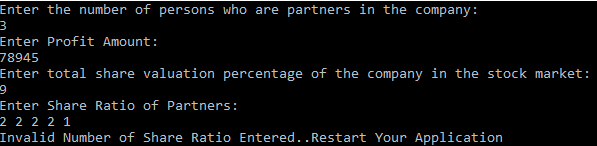 Enter the number of persons who are partners in the company:
3
Enter Profit Amount:
78945
Enter total share valuation percentage of the company in the stock market:
9
Enter Share Ratio of Partners:
2 2 2 2 1
Invalid Number of Share Ratio Entered..Restart Your Application